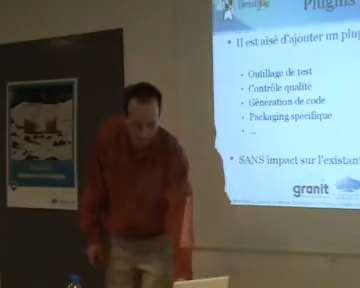 Plugins
• Il est aisé d'ajouter un plug
- Outillage de test
- Contrôle qualité
- Génération de code
- Packaging spécifique
- ...
• SANS impact sur l'existant
granit